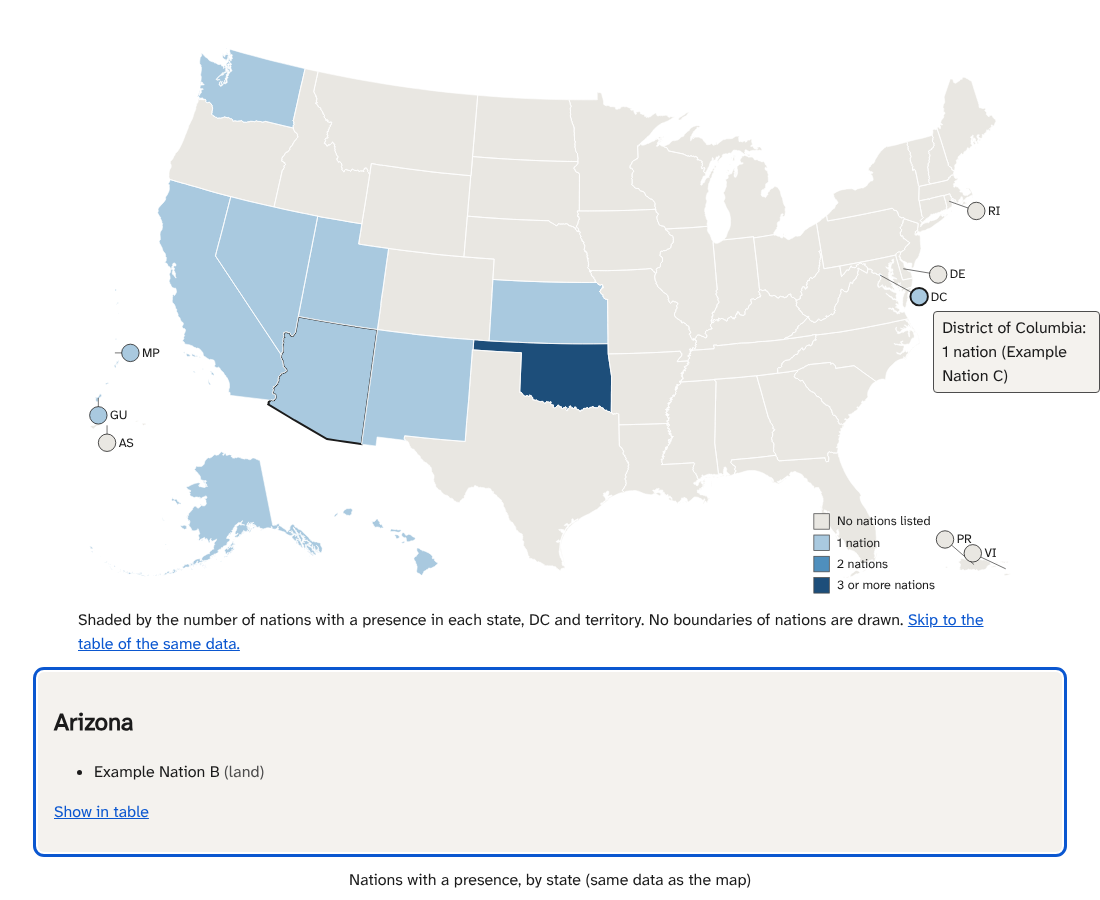 RI
DE
DC
District of Columbia:
1 nation (Example
Nation C)
MP
GU
AS
No nations listed
1 nation
2 nations
3 or more nations
PR
VI
Shaded by the number of nations with a presence in each state, DC and territory. No boundaries of nations are drawn. Skip to the
table of the same data.
Arizona
• Example Nation B (land)
Show in table
Nations with a presence, by state (same data as the map)